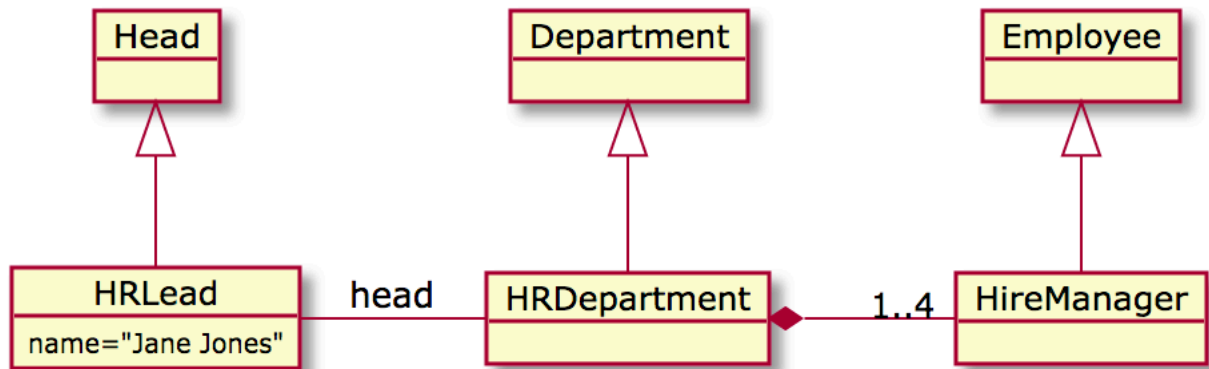 Head
Department
Employee
HRLead
name="Jane Jones"
head
HRDepartment
1..4
HireManager